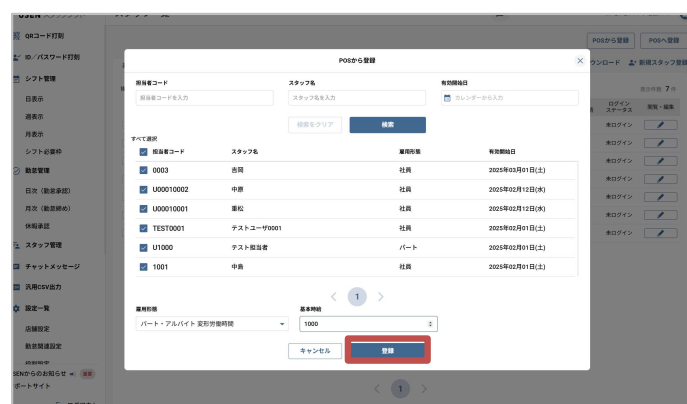 QRコード打刻
ID／パスワード打刻
シフト管理
日表示
週表示
月表示
シフト必要枠
勤怠管理
日次（勤怠承認）
月次（勤怠締め）
休暇承認
スタッフ管理
チャットメッセージ
汎用CSV出力
設定一覧
店舗設定
勤怠関連設定
SENからのお知らせ
重要
ポートサイト
POSから登録
POSへ登録
ウンロード
新規スタッフ登録
表示件数 7 件
ログイン
ステータス
閲覧・編集
未ログイン
未ログイン
未ログイン
未ログイン
未ログイン
未ログイン
未ログイン
POSから登録
×
担当者コード
スタッフ名
有効開始日
担当者コードを入力
スタッフ名を入力
カレンダーから入力
検索をクリア
検索
すべて選択
担当者コード
スタッフ名
雇用形態
有効開始日
0003
吉岡
社員
2025年03月01日(土)
U00010002
中原
社員
2025年02月12日(水)
U00010001
重松
社員
2025年02月12日(水)
TEST0001
テストユーザ0001
社員
2025年02月01日(土)
U1000
テスト担当者
パート
2025年02月01日(土)
1001
中島
社員
2025年02月01日(土)
< 1 >
雇用形態
基本時給
パート・アルバイト 変形労働時間
1000
キャンセル
登録
< 1 >